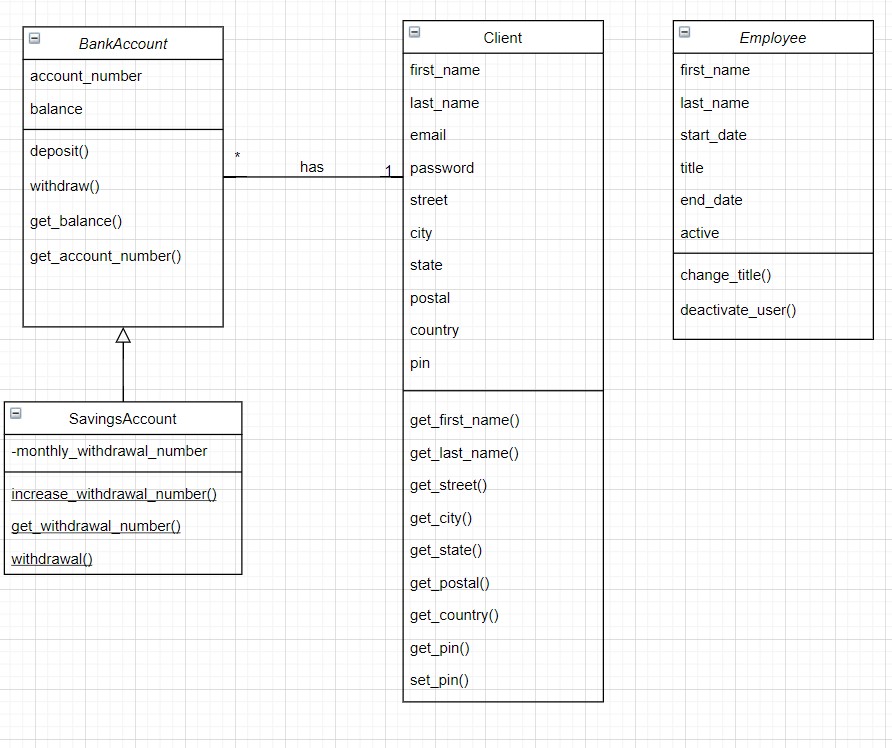 BankAccount
account_number
balance
deposit()
withdraw()
get_balance()
get_account_number()
*
has
1
SavingsAccount
-monthly_withdrawal_number
increase_withdrawal_number()
get_withdrawal_number()
withdrawal()
Client
first_name
last_name
email
password
street
city
state
postal
country
pin
get_first_name()
get_last_name()
get_street()
get_city()
get_state()
get_postal()
get_country()
get_pin()
set_pin()
Employee
first_name
last_name
start_date
title
end_date
active
change_title()
deactivate_user()